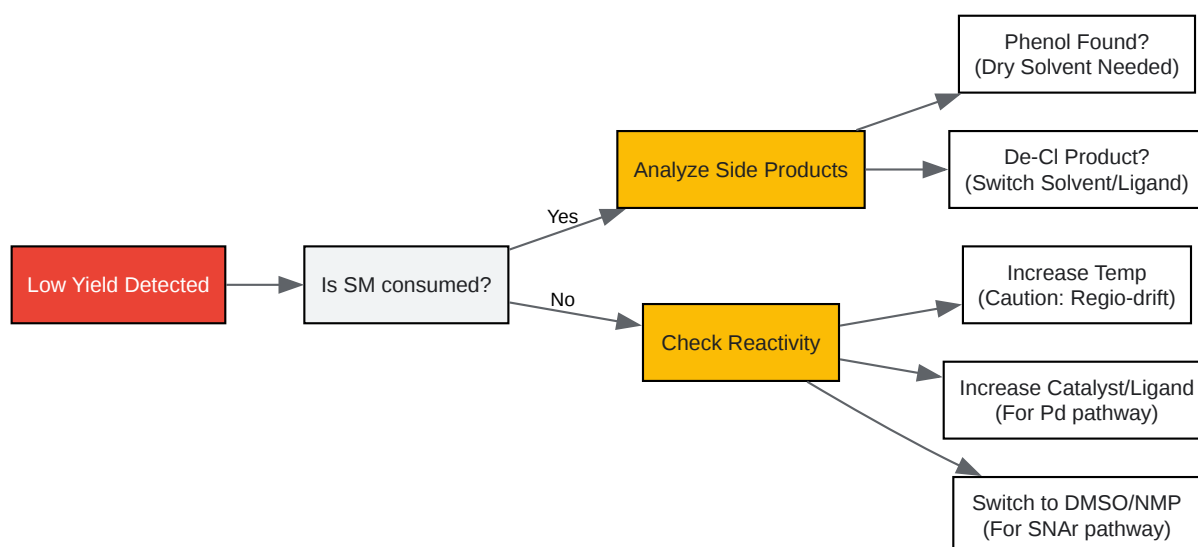 Low Yield Detected
Is SM consumed?
Yes
Analyze Side Products
Phenol Found?
(Dry Solvent Needed)
De-Cl Product?
(Switch Solvent/Ligand)
No
Check Reactivity
Increase Temp
(Caution: Regio-drift)
Increase Catalyst/Ligand
(For Pd pathway)
Switch to DMSO/NMP
(For SNAr pathway)